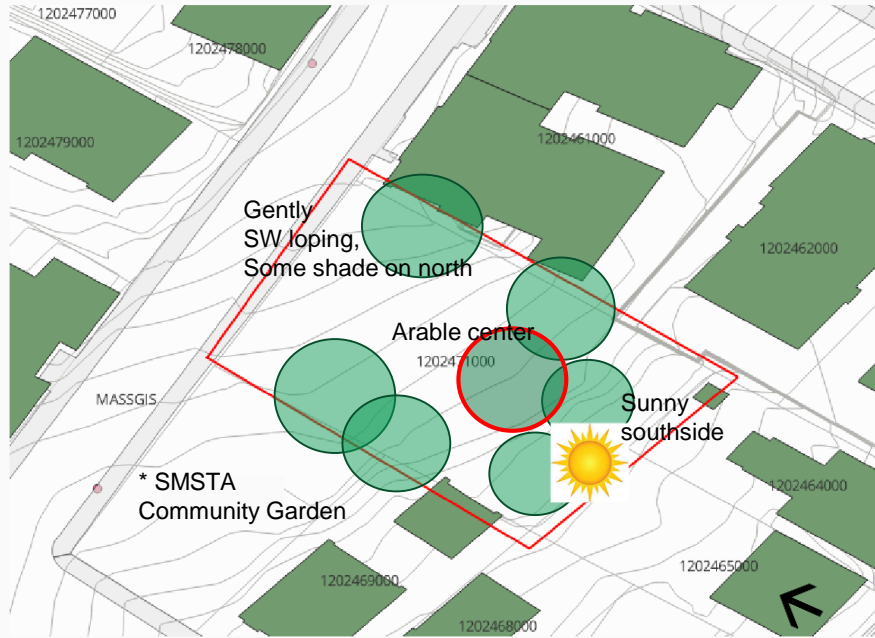 1202477000
1202478000
1202479000
1202461000
Gently
SW loping,
Some shade on north
1202462000
Arable center
1202471000
MASSGIS
Sunny
southside
* SMSTA
Community Garden
1202464000
1202465000
1202469000
1202468000